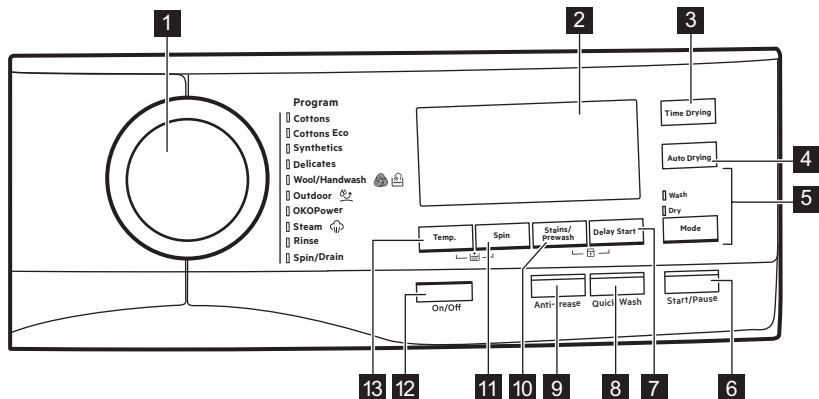 1
2
3
Program
Cottons
Cottons Eco
Synthetics
Delicates
Wool/Handwash
Outdoor
OKOPower
Steam
Rinse
Spin/Drain
Time Drying
Auto Drying
4
5
Wash
Dry
Mode
Temp.
Spin
Stains/
Prewash
Delay Start
On/Off
Anti-crease
Quick Wash
Start/Pause
13
12
11
10
9
8
7
6